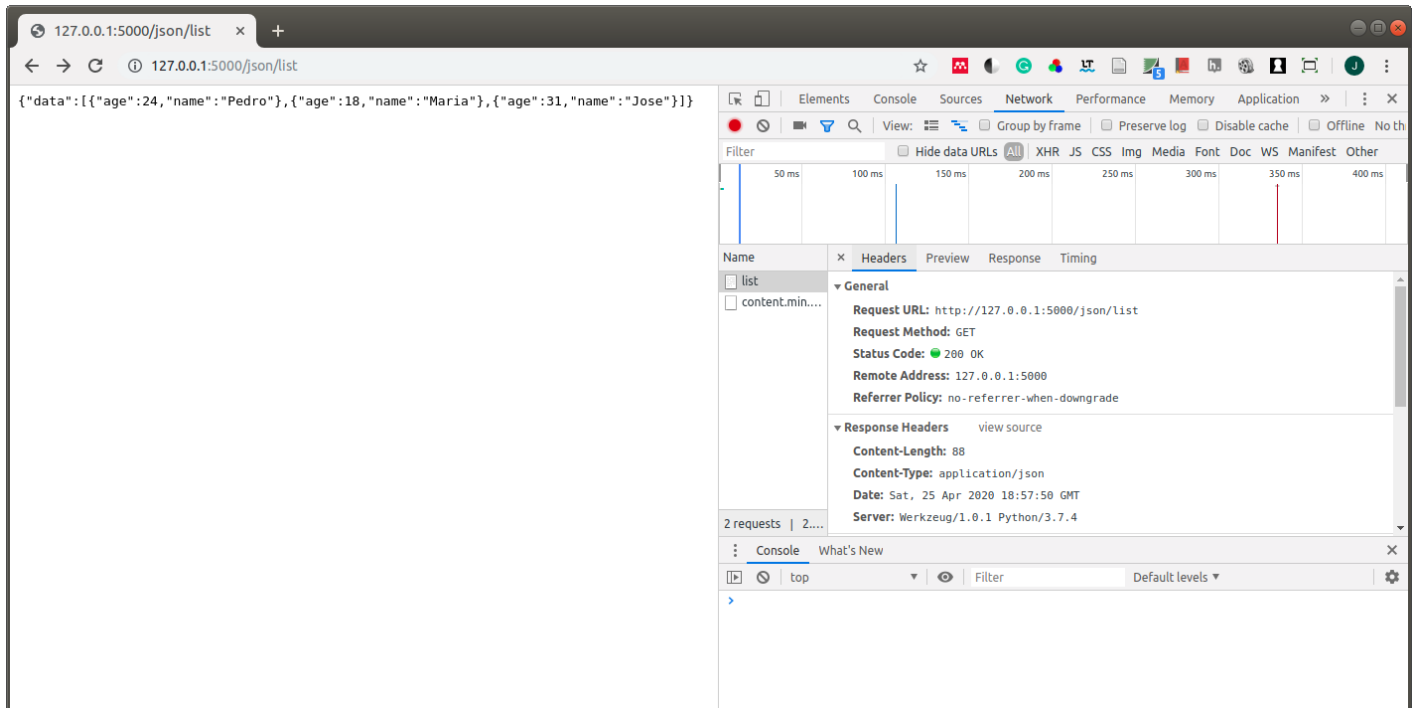 127.0.0.1:5000/json/list
127.0.0.1:5000/json/list
5
h.
J
{"data":[{"age":24,"name":"Pedro"},{"age":18,"name":"Maria"},{"age":31,"name":"Jose"}]}
Elements Console Sources Network Performance Memory Application
View: Group by frame Preserve log Disable cache Offline No th
Filter Hide data URLs All XHR JS CSS Img Media Font Doc WS Manifest Other
50 ms 100 ms 150 ms 200 ms 250 ms 300 ms 350 ms 400 ms
Name
list
content.min....
2 requests | 2....
Headers Preview Response Timing
General
Request URL: http://127.0.0.1:5000/json/list
Request Method: GET
Status Code: 200 OK
Remote Address: 127.0.0.1:5000
Referrer Policy: no-referrer-when-downgrade
Response Headers view source
Content-Length: 88
Content-Type: application/json
Date: Sat, 25 Apr 2020 18:57:50 GMT
Server: Werkzeug/1.0.1 Python/3.7.4
Console What's New
top Filter Default levels